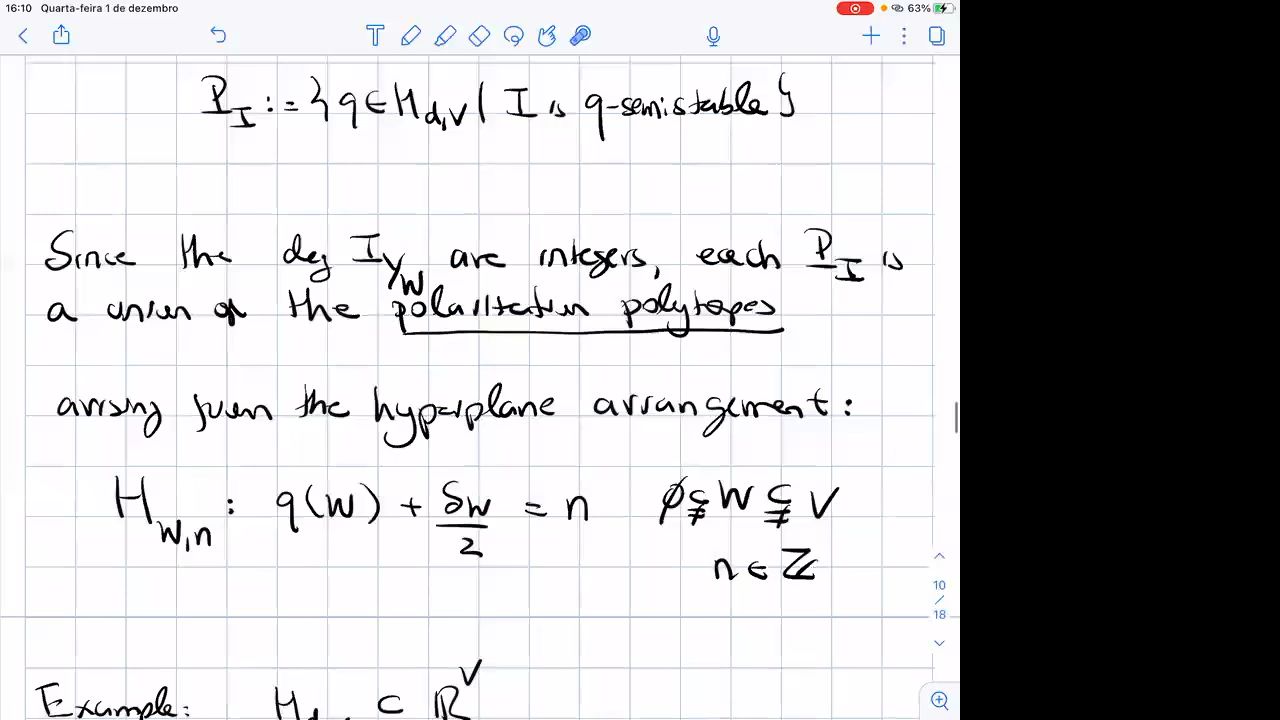 16:10 Quarta-feira 1 de dezembro 63%
P_I := { q ∈ H_{d,V} | I is q-semistable }
Since the deg I_{Y_W} are integers, each P_I is
a union of the polarization polytopes
arising from the hyperplane arrangement:
H_{W,n} : q(W) + δ_W/2 = n ∅ ⊊ W ⊊ V
n ∈ ℤ
10
/
18
Example: H_d ⊂ ℝ^V